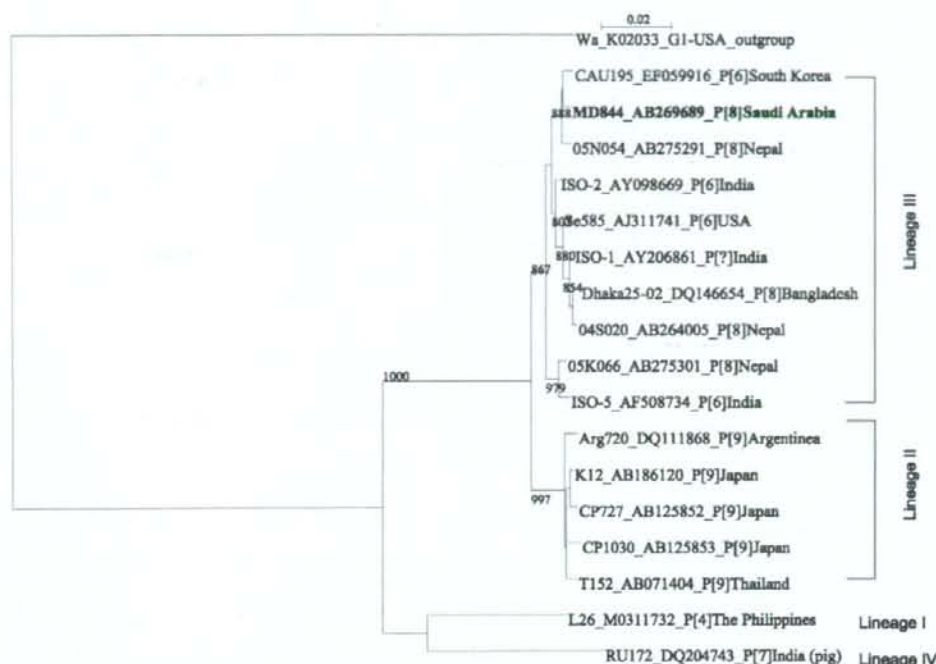 0.02
Wa_K02033_G1-USA_outgroup
CAU195_EF059916_P[6]South Korea
888 MD844_AB269689_P[8]Saudi Arabia
05N054_AB275291_P[8]Nepal
ISO-2_AY098669_P[6]India
Se585_AJ311741_P[6]USA
880 ISO-1_AY206861_P[?]India
867
854 Dhaka25-02_DQ146654_P[8]Bangladesh
04S020_AB264005_P[8]Nepal
05K066_AB275301_P[8]Nepal
1000
979
ISO-5_AF508734_P[6]India
Lineage III
Arg720_DQ111868_P[9]Argentinea
K12_AB186120_P[9]Japan
997
CP727_AB125852_P[9]Japan
CP1030_AB125853_P[9]Japan
T152_AB071404_P[9]Thailand
Lineage II
L26_M0311732_P[4]The Philippines
Lineage I
RU172_DQ204743_P[7]India (pig)
Lineage IV